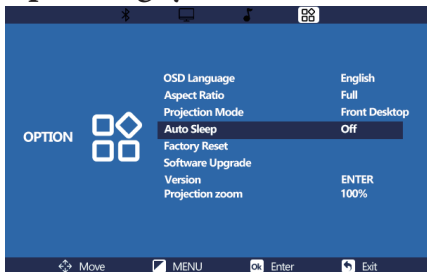 OSD Language English
Aspect Ratio Full
Projection Mode Front Desktop
OPTION
Auto Sleep Off
Factory Reset
Software Upgrade
Version ENTER
Projection zoom 100%
Move MENU Ok Enter Exit